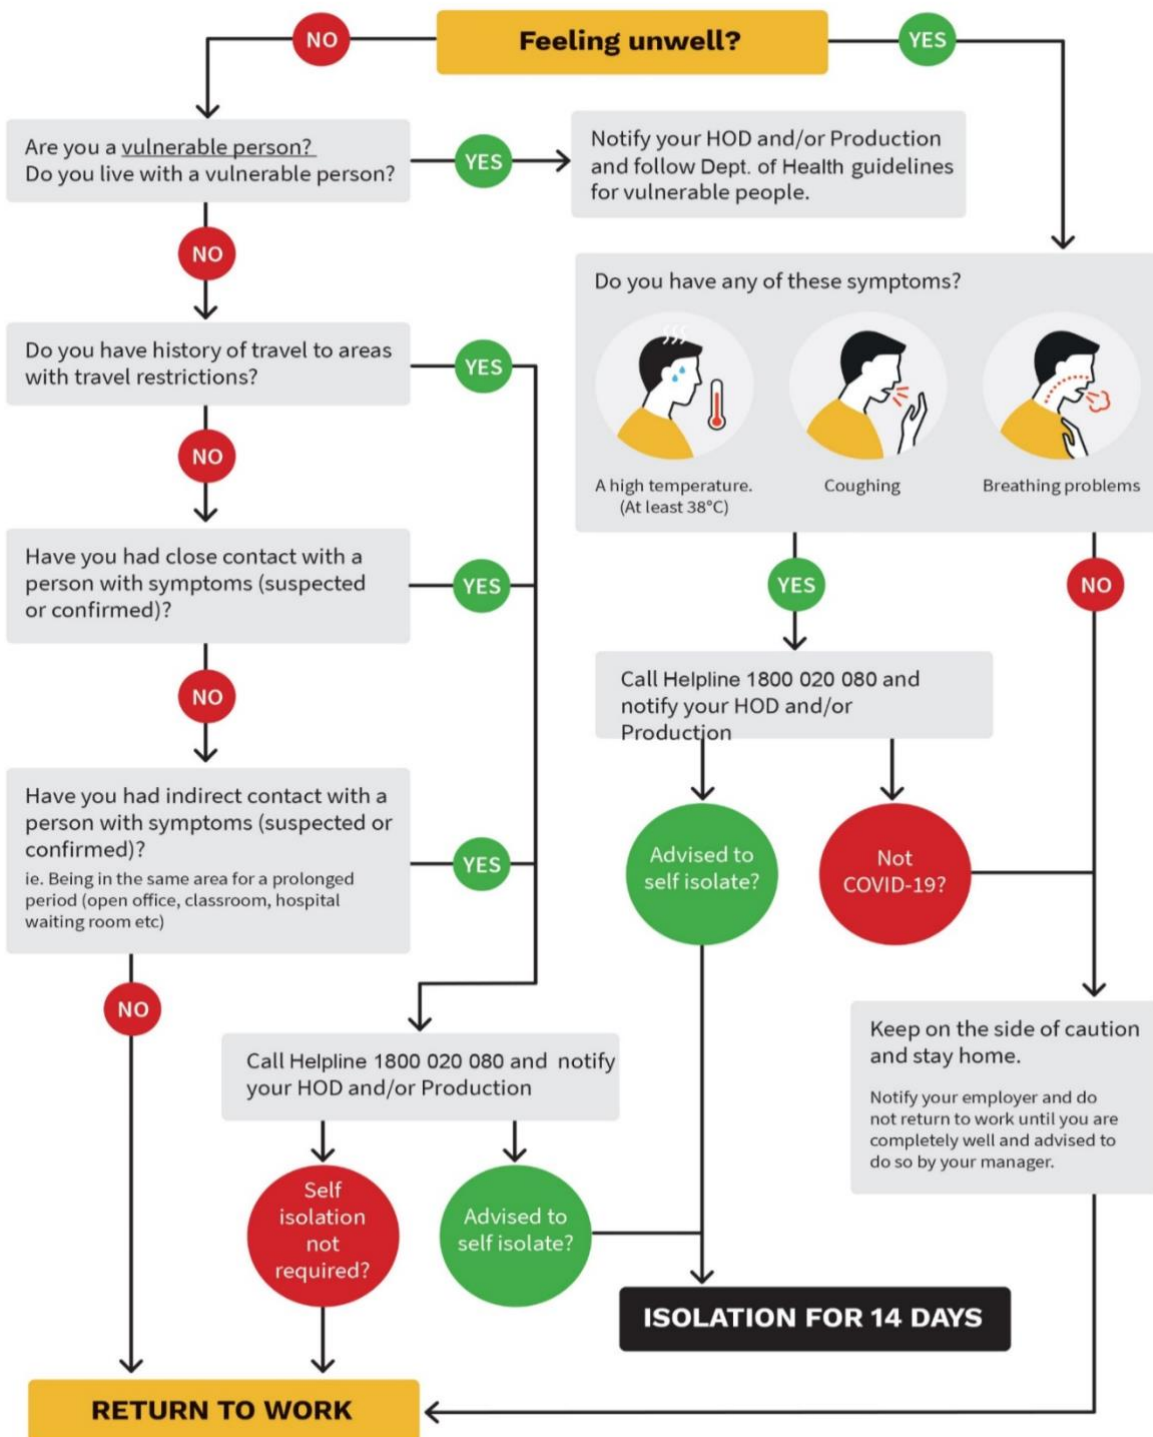 Feeling unwell?
NO
YES
Are you a vulnerable person?
Do you live with a vulnerable person?
YES
Notify your HOD and/or Production
and follow Dept. of Health guidelines
for vulnerable people.
NO
Do you have any of these symptoms?
A high temperature.
(At least 38°C)
Coughing
Breathing problems
Do you have history of travel to areas
with travel restrictions?
YES
NO
Have you had close contact with a
person with symptoms (suspected
or confirmed)?
YES
YES
NO
NO
Call Helpline 1800 020 080 and
notify your HOD and/or
Production
Have you had indirect contact with a
person with symptoms (suspected or
confirmed)?
ie. Being in the same area for a prolonged
period (open office, classroom, hospital
waiting room etc)
YES
Advised to
self isolate?
Not
COVID-19?
NO
Keep on the side of caution
and stay home.
Notify your employer and do
not return to work until you are
completely well and advised to
do so by your manager.
Call Helpline 1800 020 080 and notify
your HOD and/or Production
Self
isolation
not
required?
Advised to
self isolate?
ISOLATION FOR 14 DAYS
RETURN TO WORK